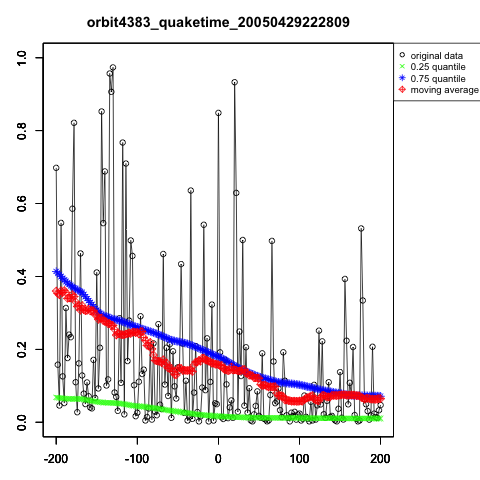 orbit4383_quaketime_20050429222809
original data
0.25 quantile
0.75 quantile
moving average
1.0
0.8
0.6
0.4
0.2
0.0
-200 -100 0 100 200